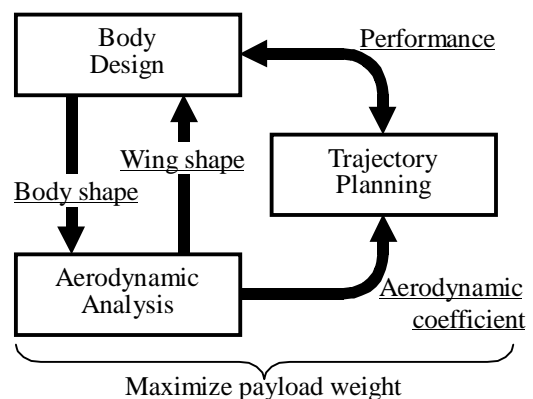 Body
Design
Performance
Wing shape
Trajectory
Planning
Body shape
Aerodynamic
Analysis
Aerodynamic
coefficient
Maximize payload weight